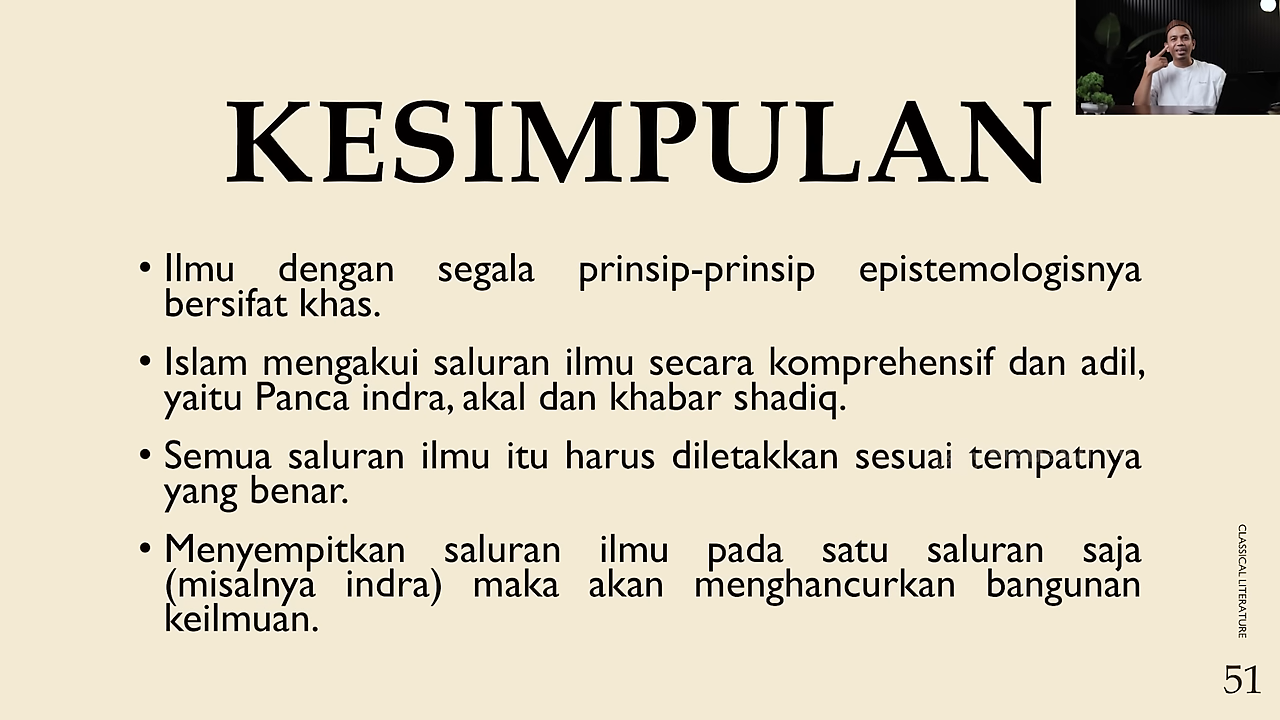 KESIMPULAN
• Ilmu dengan segala prinsip-prinsip epistemologisnya
bersifat khas.
• Islam mengakui saluran ilmu secara komprehensif dan adil,
yaitu Panca indra, akal dan khabar shadiq.
• Semua saluran ilmu itu harus diletakkan sesuai tempatnya
yang benar.
• Menyempitkan saluran ilmu pada satu saluran saja
(misalnya indra) maka akan menghancurkan bangunan
keilmuan.
CLASSICAL LITERATURE
51